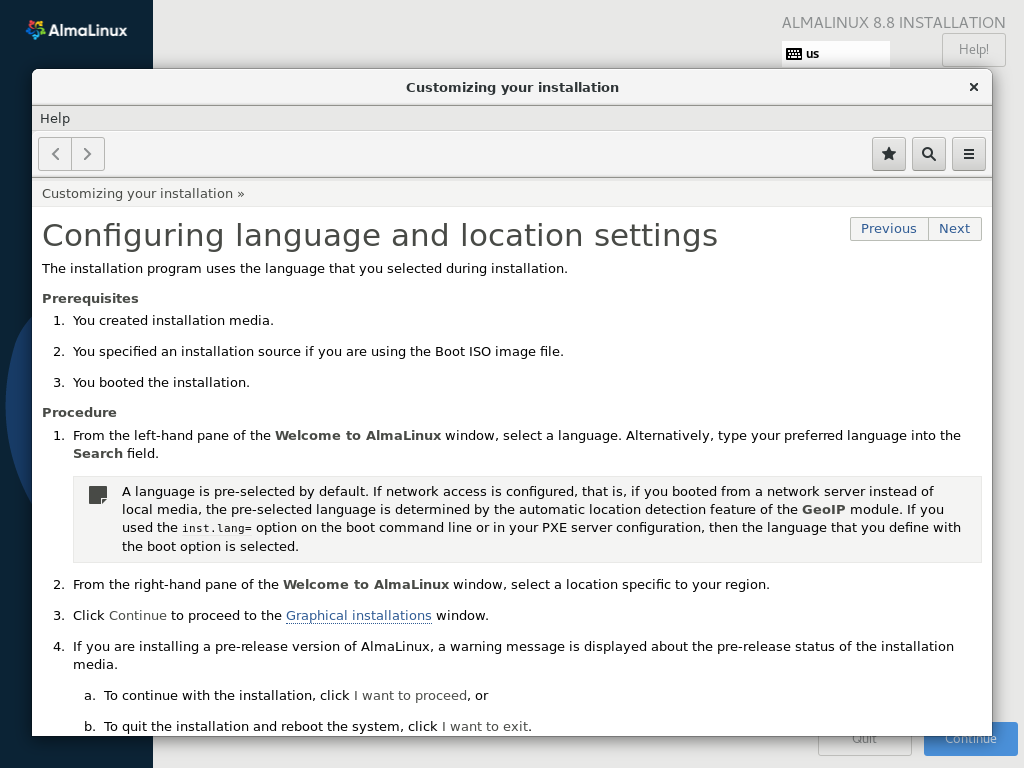 AlmaLinux
ALMALINUX 8.8 INSTALLATION
us
Help!
Customizing your installation
Help
Customizing your installation »
Configuring language and location settings
Previous
Next
The installation program uses the language that you selected during installation.
Prerequisites
1. You created installation media.
2. You specified an installation source if you are using the Boot ISO image file.
3. You booted the installation.
Procedure
1. From the left-hand pane of the Welcome to AlmaLinux window, select a language. Alternatively, type your preferred language into the
Search field.
A language is pre-selected by default. If network access is configured, that is, if you booted from a network server instead of
local media, the pre-selected language is determined by the automatic location detection feature of the GeoIP module. If you
used the inst.lang= option on the boot command line or in your PXE server configuration, then the language that you define with
the boot option is selected.
2. From the right-hand pane of the Welcome to AlmaLinux window, select a location specific to your region.
3. Click Continue to proceed to the Graphical installations window.
4. If you are installing a pre-release version of AlmaLinux, a warning message is displayed about the pre-release status of the installation
media.
a. To continue with the installation, click I want to proceed, or
b. To quit the installation and reboot the system, click I want to exit.
Quit
Continue